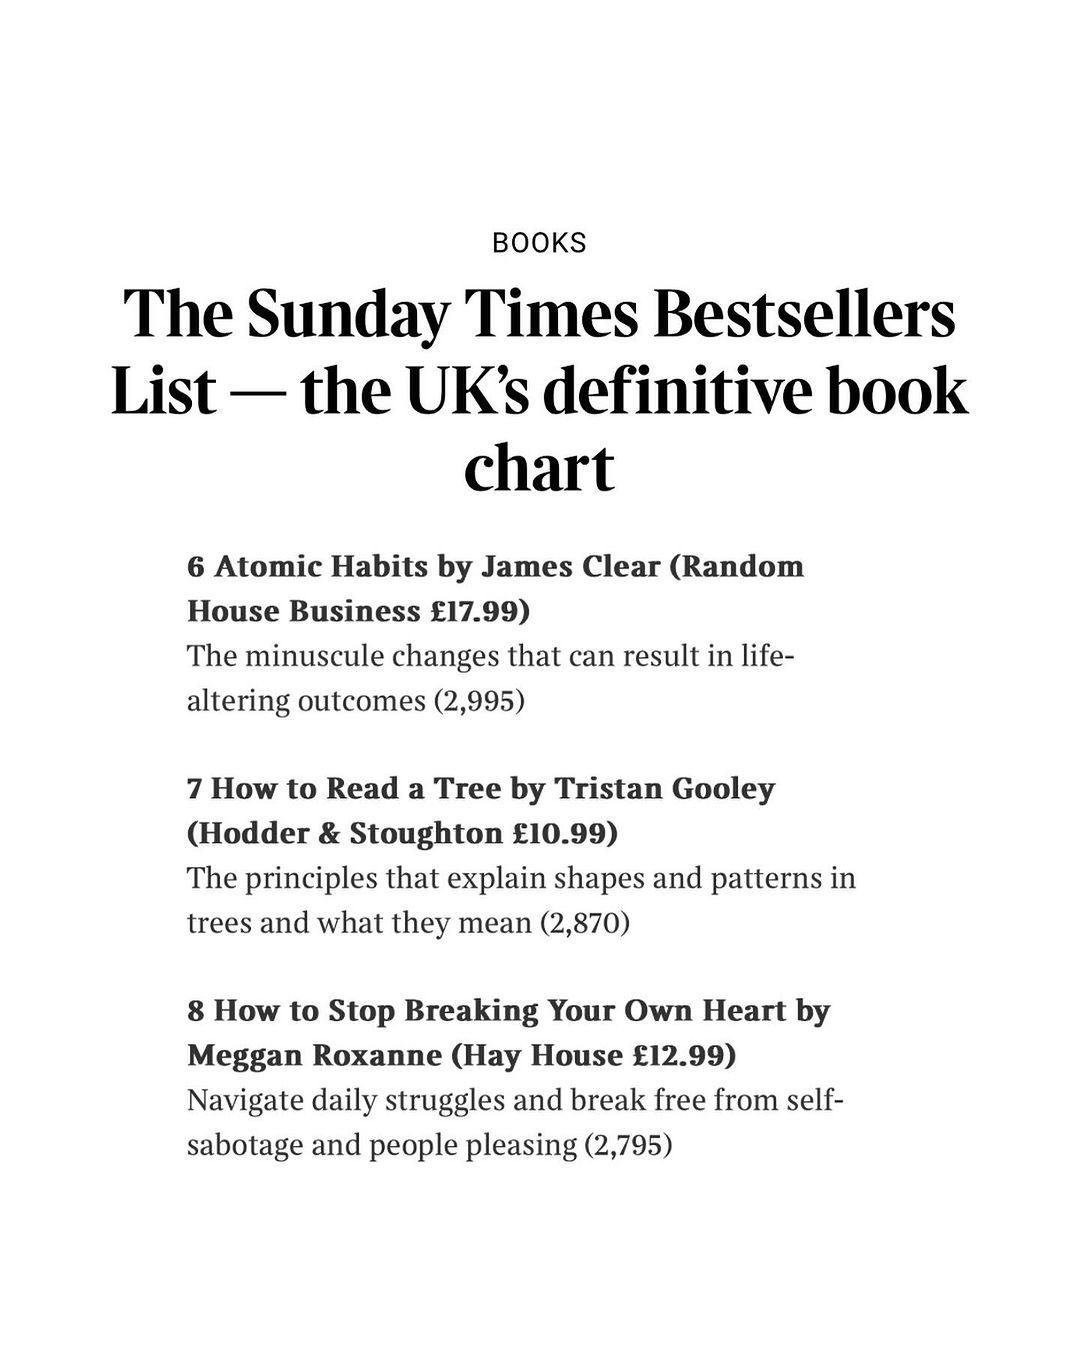 BOOKS
The Sunday Times Bestsellers
List — the UK’s definitive book
chart
6 Atomic Habits by James Clear (Random
House Business £17.99)
The minuscule changes that can result in life-
altering outcomes (2,995)
7 How to Read a Tree by Tristan Gooley
(Hodder & Stoughton £10.99)
The principles that explain shapes and patterns in
trees and what they mean (2,870)
8 How to Stop Breaking Your Own Heart by
Meggan Roxanne (Hay House £12.99)
Navigate daily struggles and break free from self-
sabotage and people pleasing (2,795)